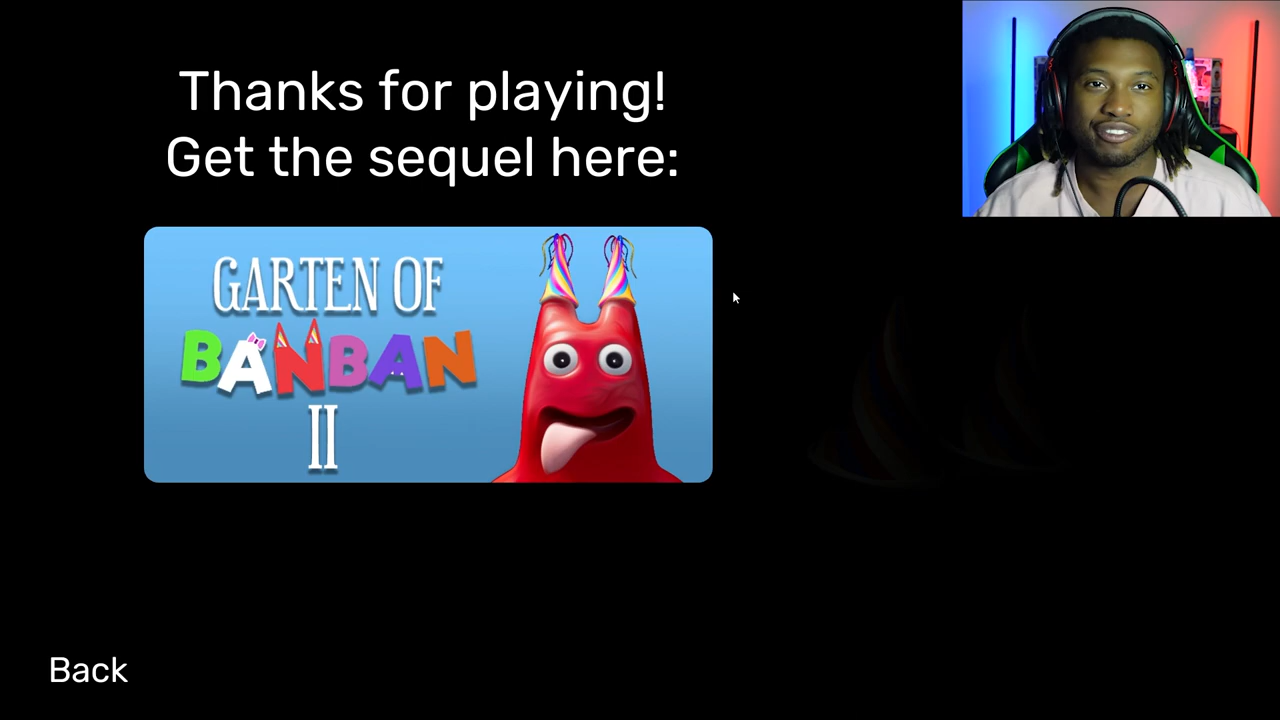 Thanks for playing!
Get the sequel here:
GARTEN OF
BANBAN
II
Back